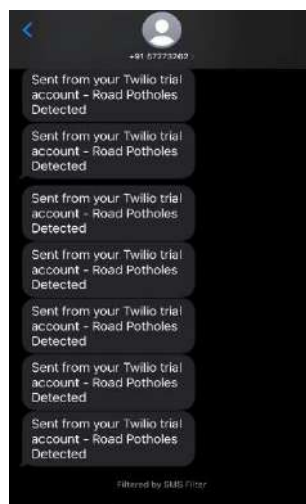 +91 57273262
Sent from your Twilio trial
account - Road Potholes
Detected
Sent from your Twilio trial
account - Road Potholes
Detected
Sent from your Twilio trial
account - Road Potholes
Detected
Sent from your Twilio trial
account - Road Potholes
Detected
Sent from your Twilio trial
account - Road Potholes
Detected
Sent from your Twilio trial
account - Road Potholes
Detected
Sent from your Twilio trial
account - Road Potholes
Detected
Filtered by SMS Filter